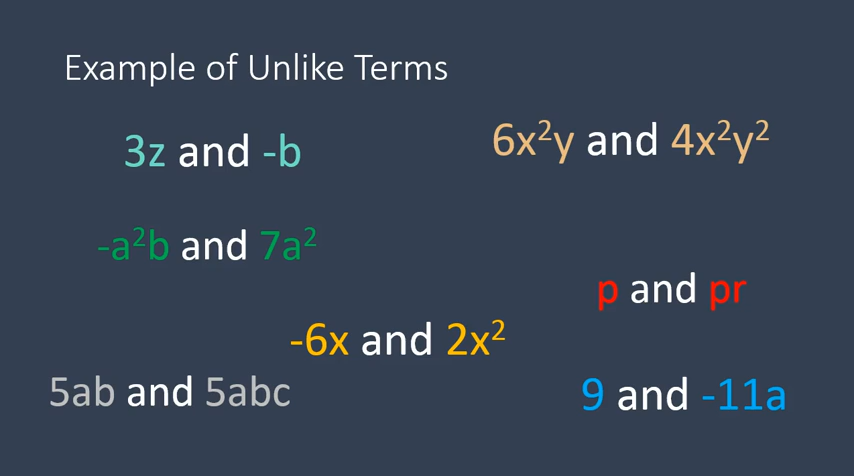 Example of Unlike Terms
3z and -b
6x²y and 4x²y²
-a²b and 7a²
p and pr
-6x and 2x²
5ab and 5abc
9 and -11a